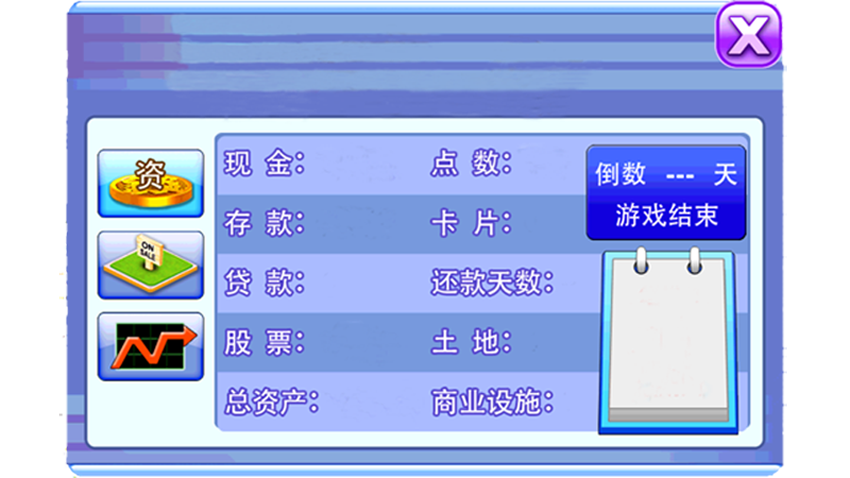 X
资
ON
SALE
现 金：
点 数：
存 款：
卡 片：
贷 款：
还款天数：
股 票：
土 地：
总资产：
商业设施：
倒数 --- 天
游戏结束